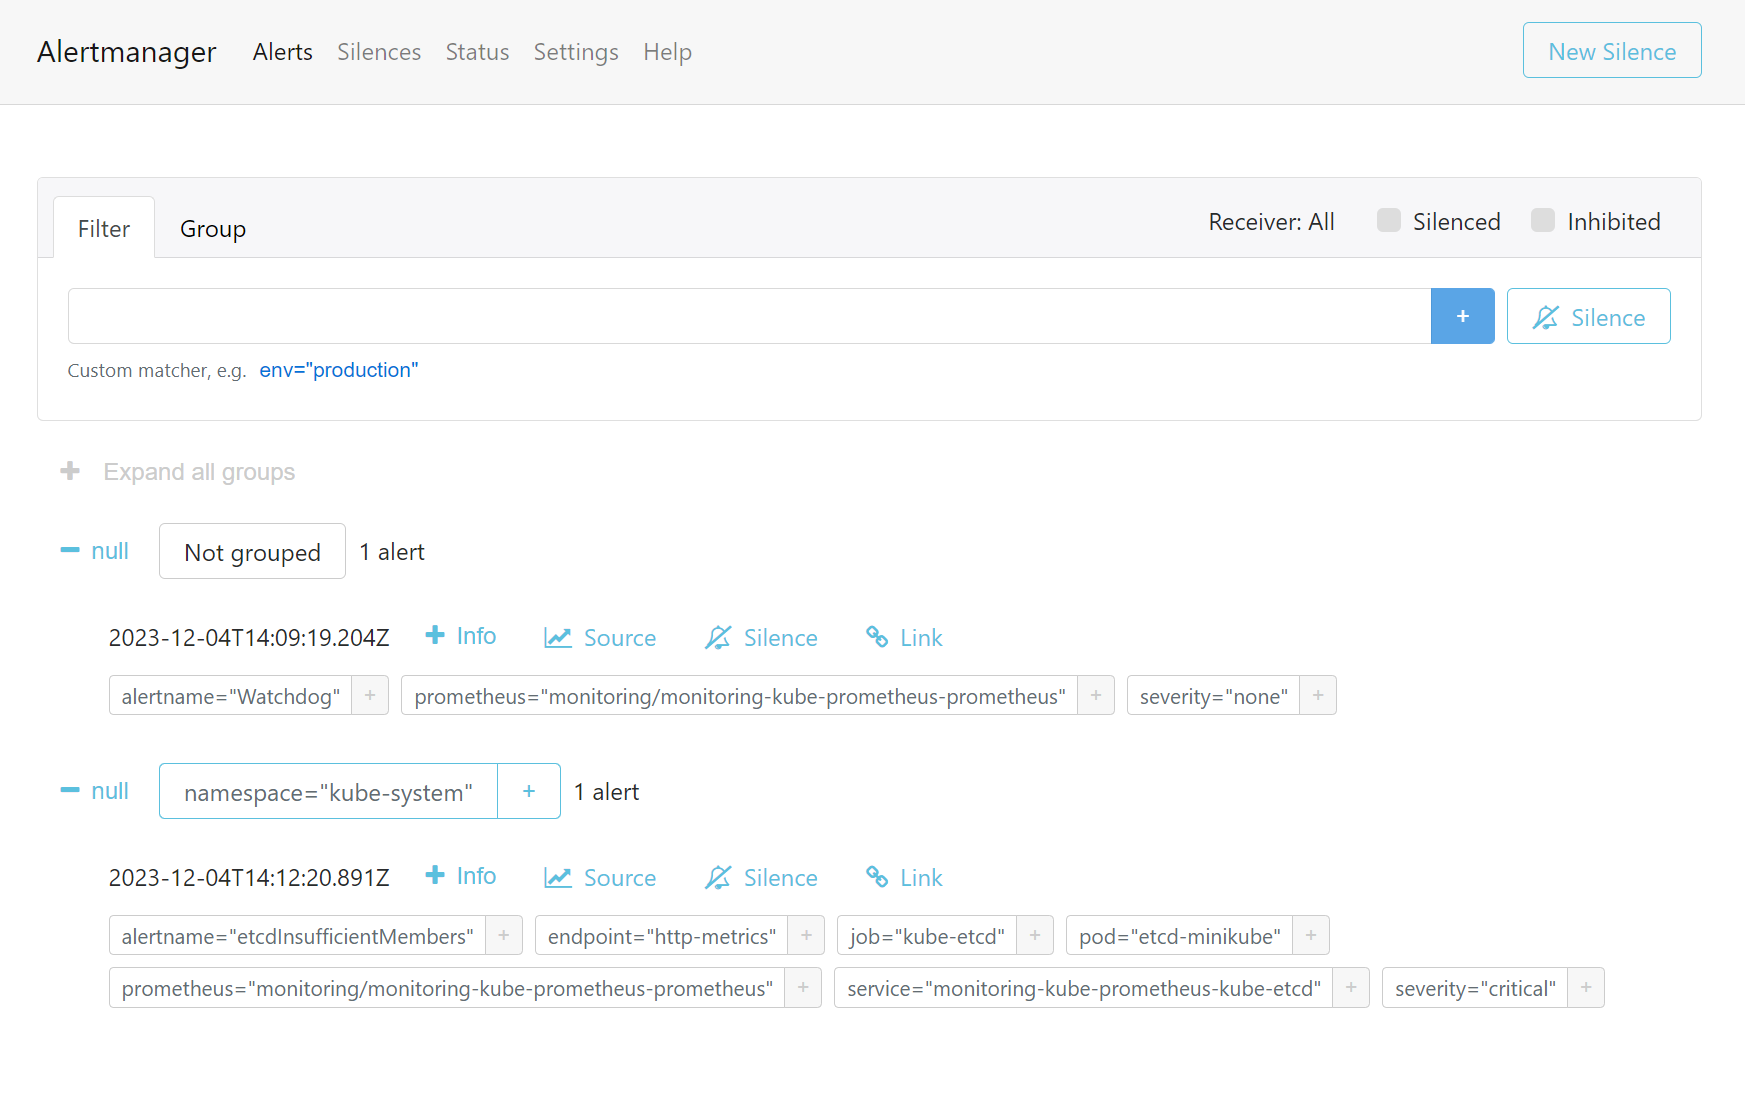 Alertmanager Alerts Silences Status Settings Help New Silence
Filter Group Receiver: All Silenced Inhibited
+ Silence
Custom matcher, e.g. env="production"
+ Expand all groups
− null Not grouped 1 alert
2023-12-04T14:09:19.204Z + Info Source Silence Link
alertname="Watchdog" + prometheus="monitoring/monitoring-kube-prometheus-prometheus" + severity="none" +
− null namespace="kube-system" + 1 alert
2023-12-04T14:12:20.891Z + Info Source Silence Link
alertname="etcdInsufficientMembers" + endpoint="http-metrics" + job="kube-etcd" + pod="etcd-minikube" +
prometheus="monitoring/monitoring-kube-prometheus-prometheus" + service="monitoring-kube-prometheus-kube-etcd" + severity="critical" +